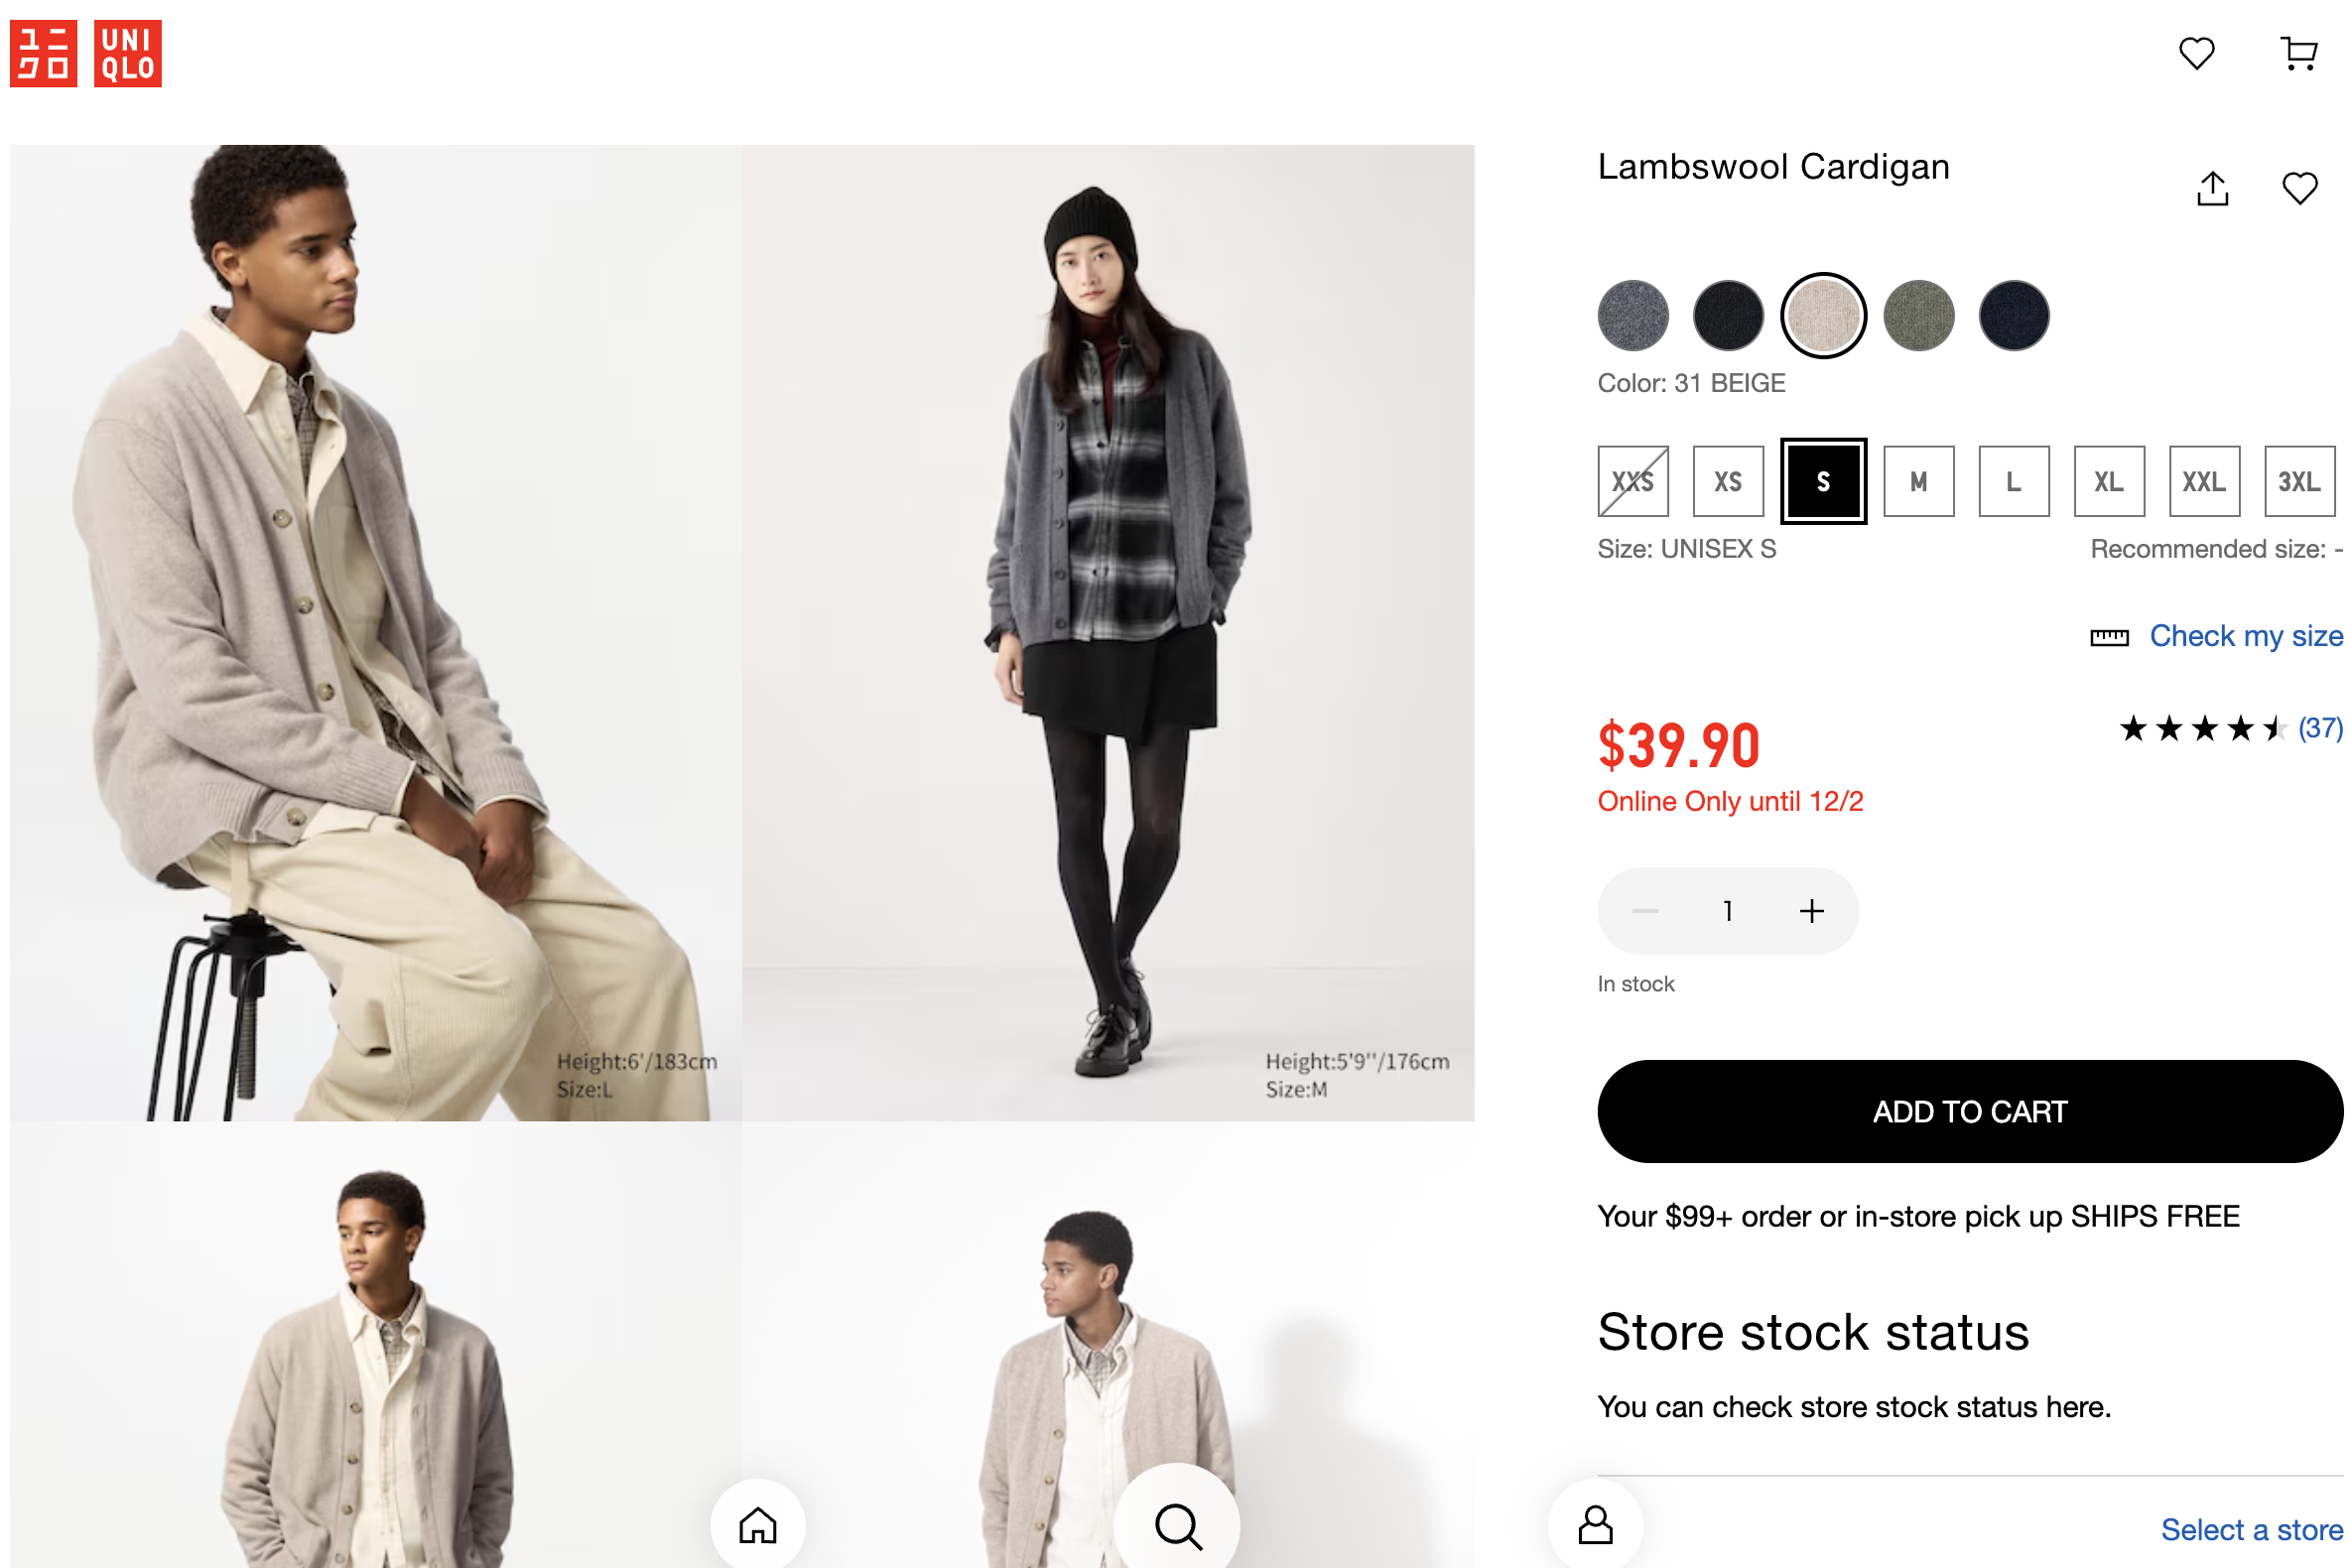 ユニ
クロ
UNI
QLO
Lambswool Cardigan
Color: 31 BEIGE
XXS XS S M L XL XXL 3XL
Size: UNISEX S Recommended size: -
Check my size
$39.90 (37)
Online Only until 12/2
1
In stock
ADD TO CART
Your $99+ order or in-store pick up SHIPS FREE
Store stock status
You can check store stock status here.
Select a store
Height:6'/183cm
Size:L
Height:5'9''/176cm
Size:M